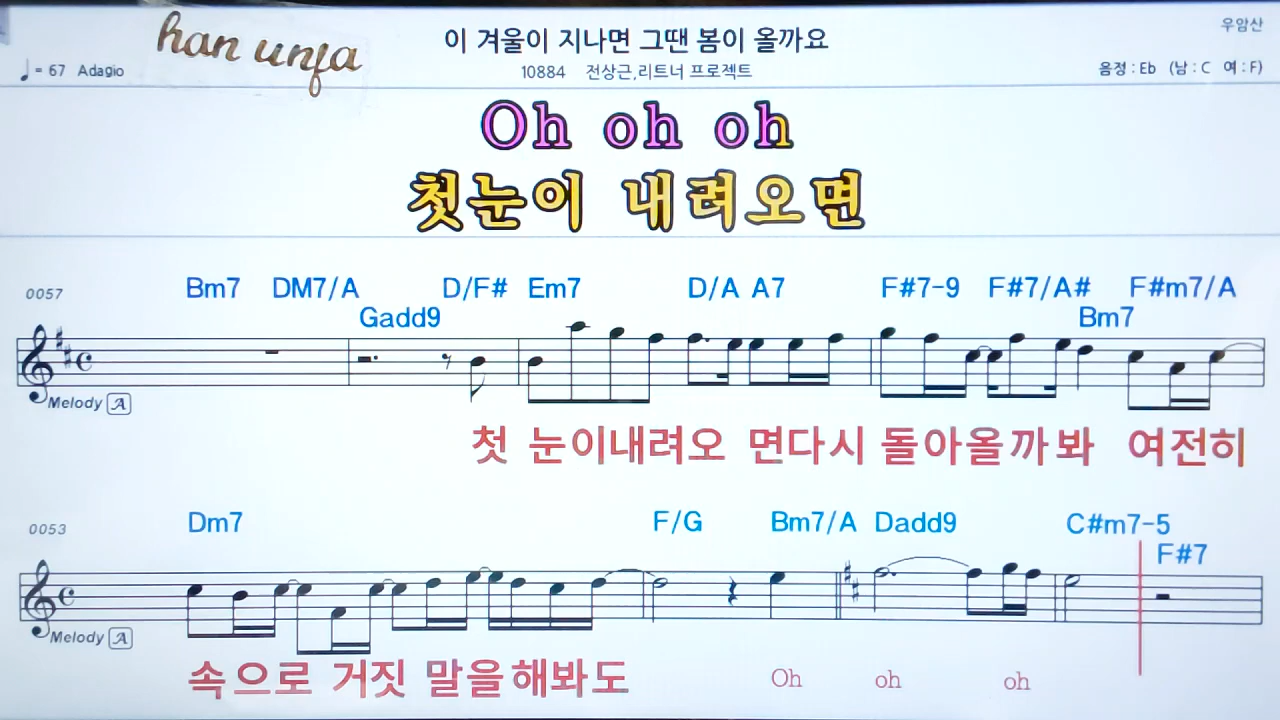 han unja
이 겨울이 지나면 그땐 봄이 올까요
우암산
♩= 67 Adagio
10884 전상근,리트너 프로젝트
음정 : Eb (남 : C 여 : F)
Oh oh oh
첫눈이 내려오면
0057
Bm7 DM7/A D/F# Em7 D/A A7 F#7-9 F#7/A# F#m7/A
Gadd9 Bm7
Melody A
첫 눈이내려오 면다시 돌아올까봐 여전히
0053
Dm7 F/G Bm7/A Dadd9 C#m7-5
F#7
Melody A
속으로 거짓 말을해봐도 Oh oh oh